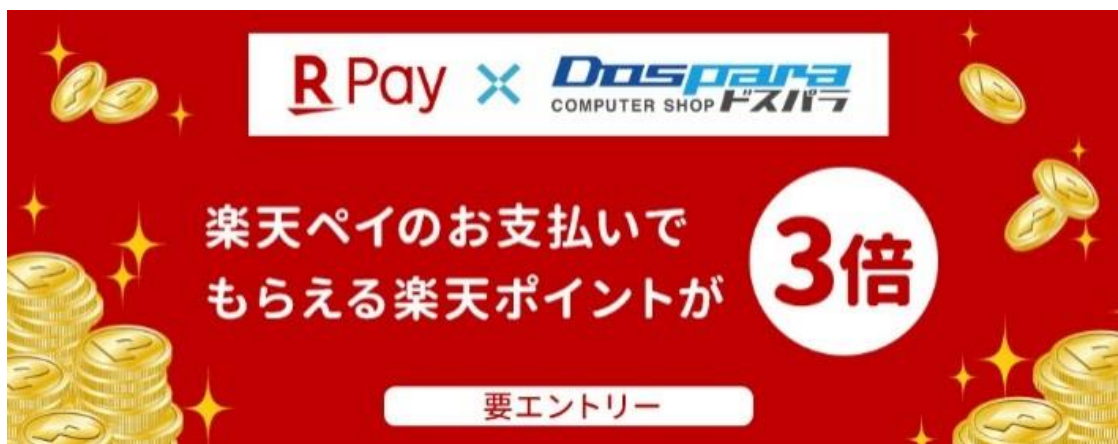 R Pay × Dospara
COMPUTER SHOP ドスパラ
楽天ペイのお支払いで
もらえる楽天ポイントが
3倍
要エントリー